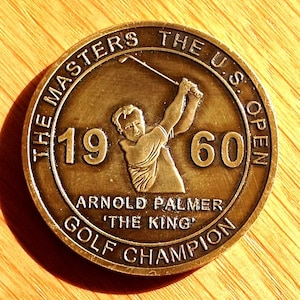 THE MASTERS THE U.S. OPEN
19 60
ARNOLD PALMER
'THE KING'
GOLF CHAMPION